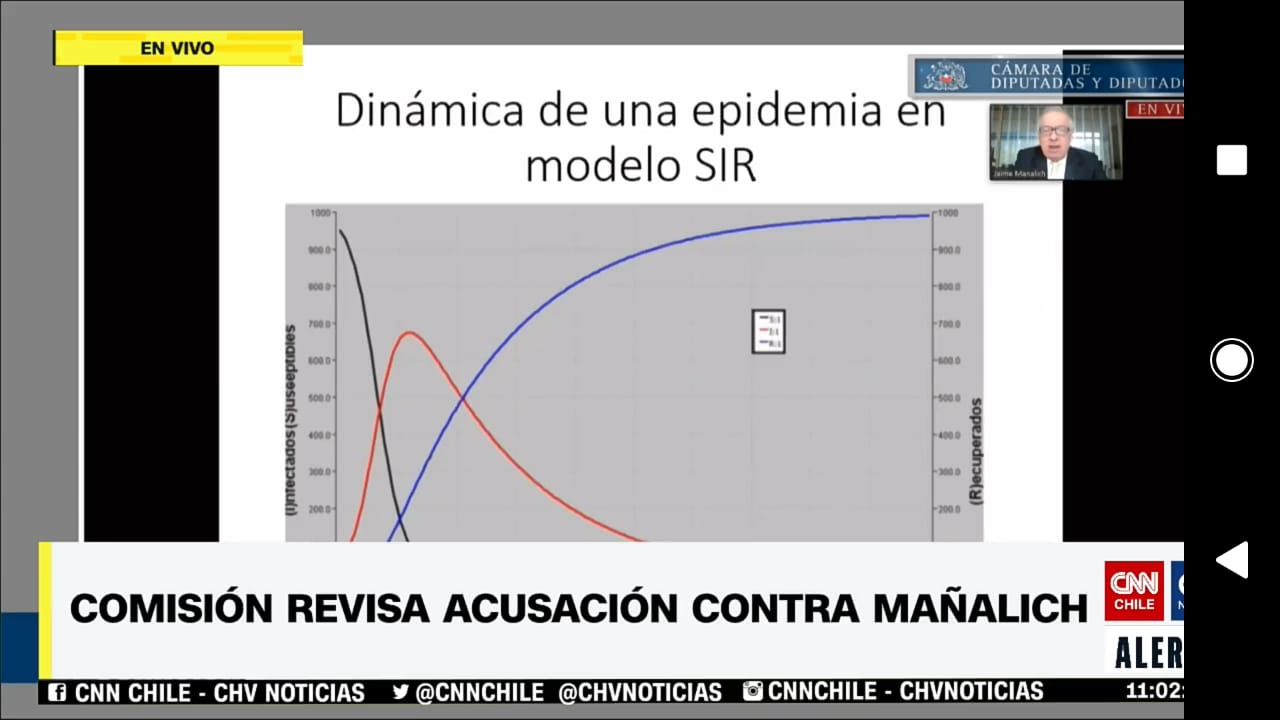 EN VIVO
CÁMARA DE
DIPUTADAS Y DIPUTADO
EN VI
Jaime Mañalich
Dinámica de una epidemia en
modelo SIR
1000
900.0
800.0
700.0
600.0
500.0
400.0
300.0
200.0
(I)nfectados(S)usceptibles
1000
900.0
800.0
700.0
600.0
500.0
400.0
300.0
200.0
(R)ecuperados
COMISIÓN REVISA ACUSACIÓN CONTRA MAÑALICH
CNN
CHILE
ALER
CNN CHILE - CHV NOTICIAS @CNNCHILE @CHVNOTICIAS CNNCHILE - CHVNOTICIAS
11:02